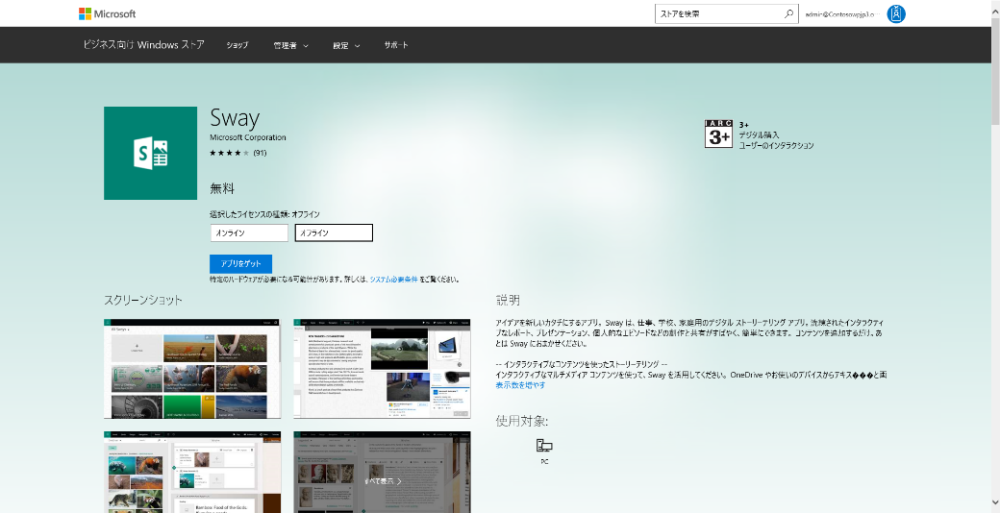 Microsoft
ストアを検索
admin@Contosowpjp3.o...
ビジネス向け Windows ストア
ショップ
管理者
設定
サポート
Sway
Microsoft Corporation
(91)
無料
選択したライセンスの種類: オフライン
オンライン
オフライン
アプリをゲット
特定のハードウェアが必要になる可能性があります。詳しくは、システム必要条件 をご覧ください。
IARC
3+
3+
デジタル購入
ユーザーのインタラクション
スクリーンショット
すべて表示
説明
アイデアを新しいカタチにするアプリ。Sway は、仕事、学校、家庭用のデジタル ストーリーテリング アプリ。洗練されたインタラクティ
ブなレポート、プレゼンテーション、個人的なエピソードなどの創作と共有がすばやく、簡単にできます。コンテンツを追加するだけ。あ
とは Sway におまかせください。
-- インタラクティブなコンテンツを使ったストーリーテリング --
インタラクティブなマルチメディア コンテンツを使って、Sway を活用してください。OneDrive やお使いのデバイスからテキス���と画
表示数を増やす
使用対象:
PC